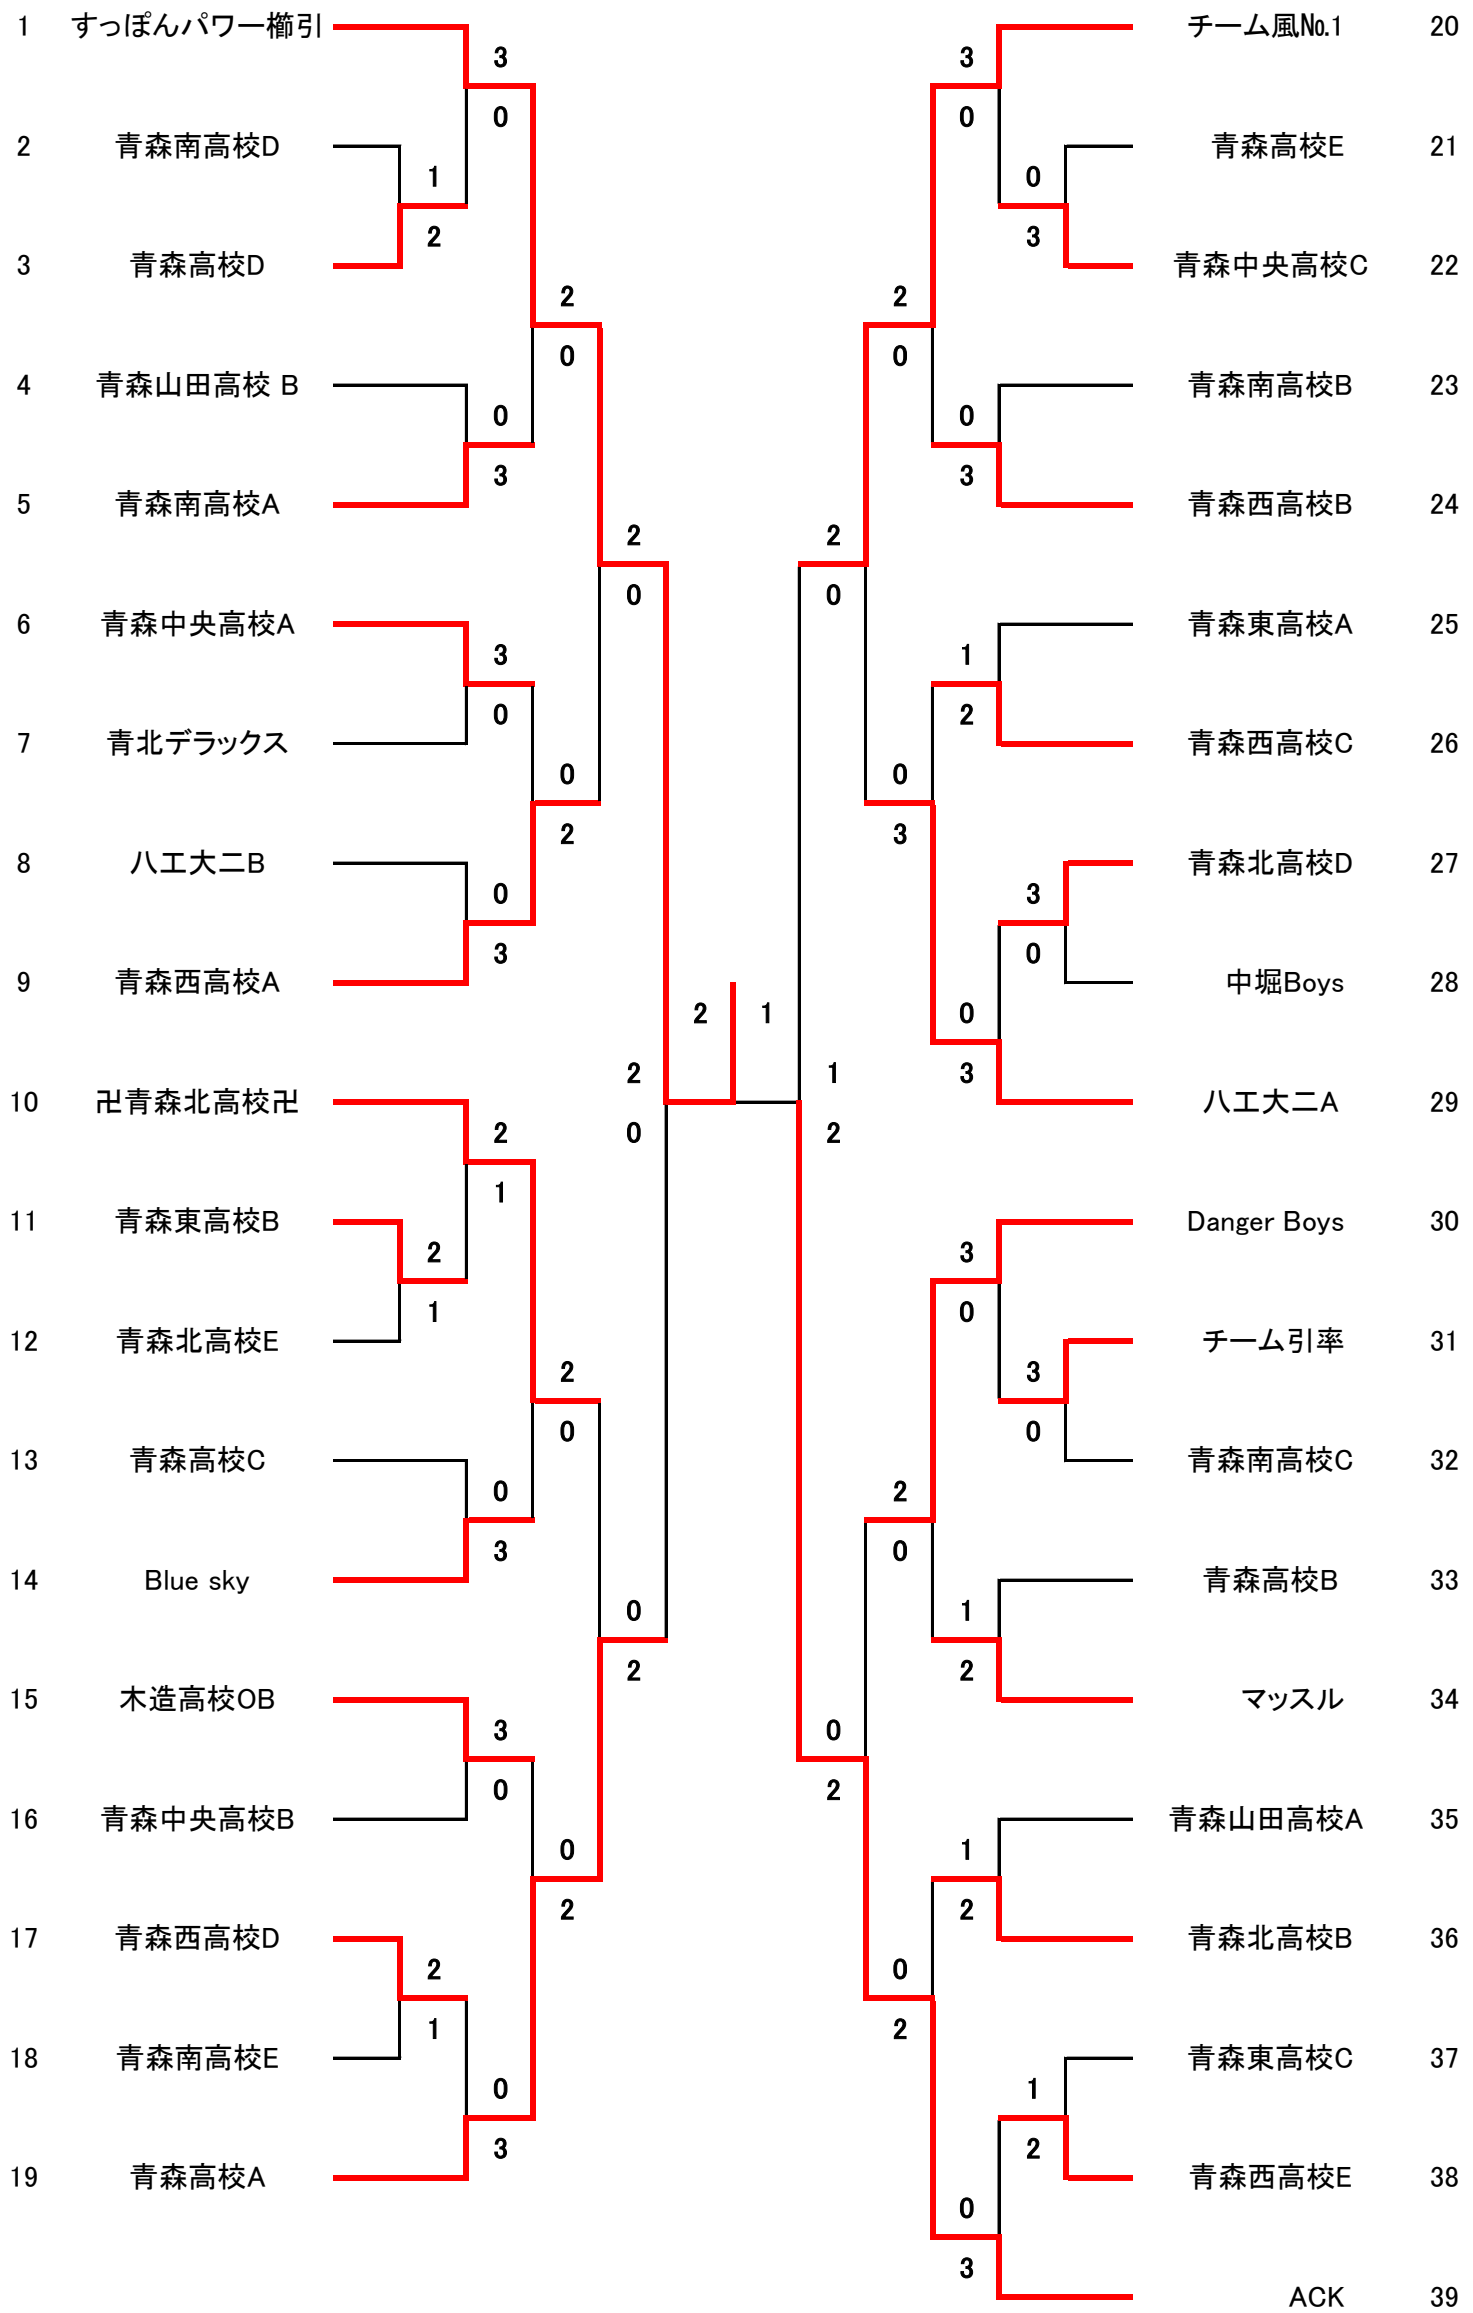 1 すっぽんパワー櫛引
3
0
2 青森南高校D
1
2
3 青森高校D
2
0
4 青森山田高校 B
0
3
5 青森南高校A
2
0
6 青森中央高校A
3
0
7 青北デラックス
0
2
8 八工大二B
0
3
9 青森西高校A
2
0
10 卍青森北高校卍
2
1
11 青森東高校B
2
1
12 青森北高校E
2
0
13 青森高校C
0
3
14 Blue sky
0
2
15 木造高校OB
3
0
16 青森中央高校B
0
2
17 青森西高校D
2
1
18 青森南高校E
0
3
19 青森高校A
2 1
チーム風№1 20
3
0
青森高校E 21
0
3
青森中央高校C 22
2
0
青森南高校B 23
0
3
青森西高校B 24
2
0
青森東高校A 25
1
2
青森西高校C 26
0
3
青森北高校D 27
3
0
中堀Boys 28
0
3
八工大二A 29
1
2
Danger Boys 30
3
0
チーム引率 31
3
0
青森南高校C 32
2
0
青森高校B 33
1
2
マッスル 34
0
2
青森山田高校A 35
1
2
青森北高校B 36
0
2
青森東高校C 37
1
2
青森西高校E 38
0
3
ACK 39